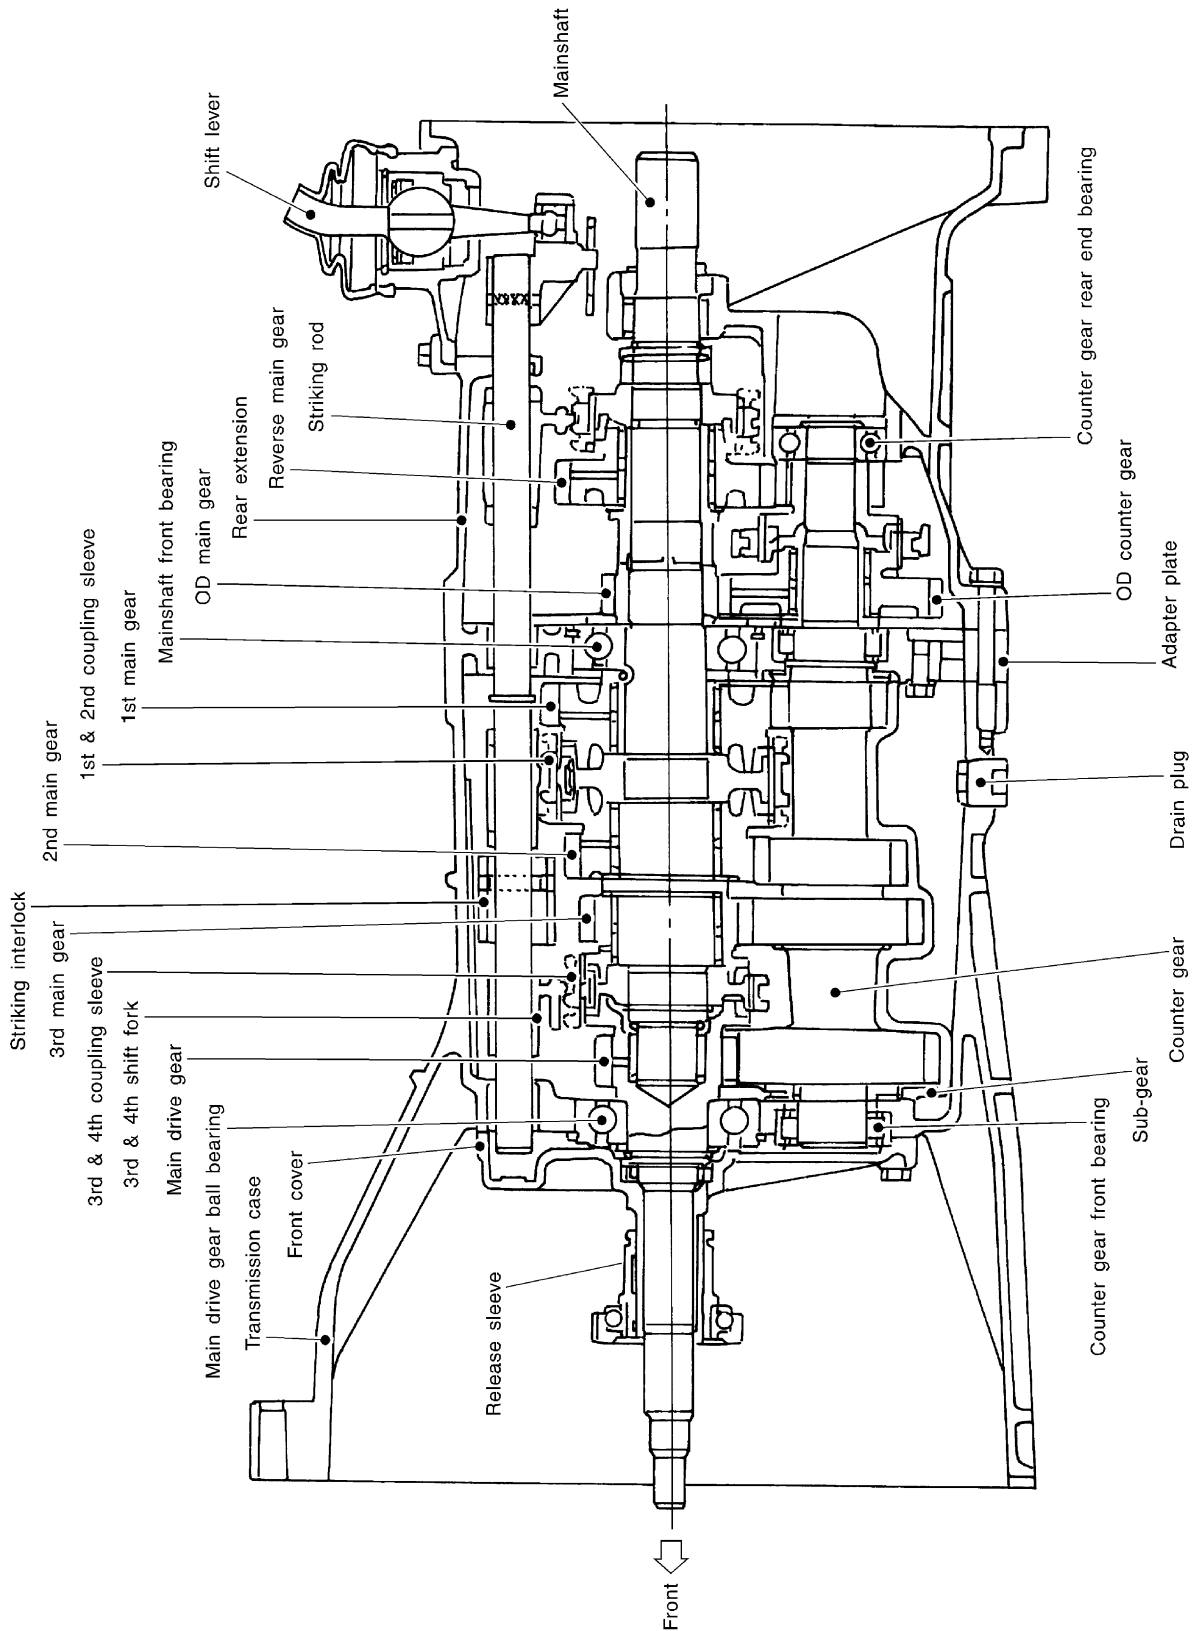 Striking interlock
3rd main gear
3rd & 4th coupling sleeve
3rd & 4th shift fork
Main drive gear
Main drive gear ball bearing
Transmission case
Front cover
2nd main gear
1st & 2nd coupling sleeve
1st main gear
Mainshaft front bearing
OD main gear
Rear extension
Reverse main gear
Striking rod
Shift lever
Mainshaft
Release sleeve
Front
Counter gear front bearing
Sub-gear
Counter gear
Drain plug
Adapter plate
OD counter gear
Counter gear rear end bearing